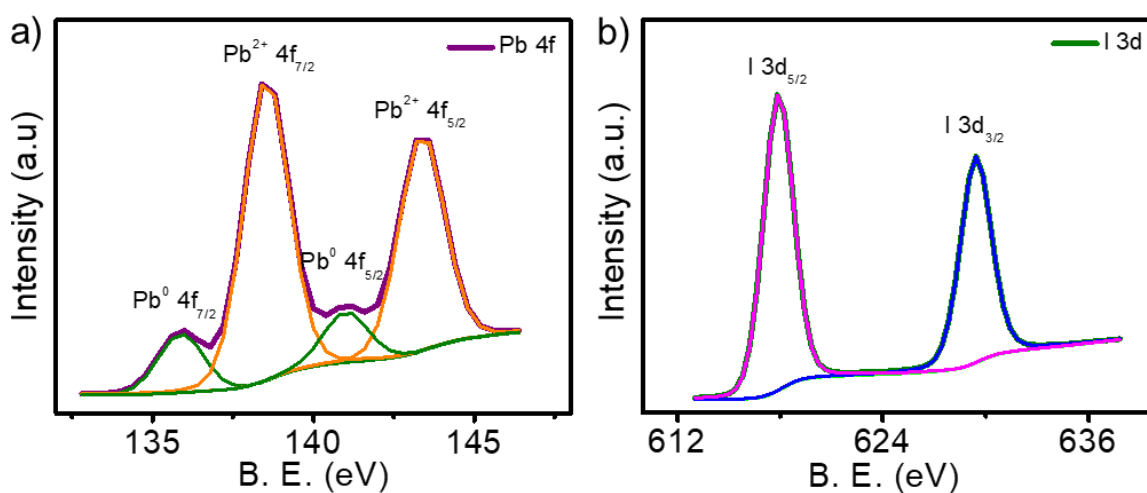 a)
Pb 4f
Pb²⁺ 4f₇/₂
Pb²⁺ 4f₅/₂
Pb⁰ 4f₅/₂
Pb⁰ 4f₇/₂
Intensity (a.u)
135 140 145
B. E. (eV)
b)
I 3d
I 3d₅/₂
I 3d₃/₂
Intensity (a.u.)
612 624 636
B. E. (eV)